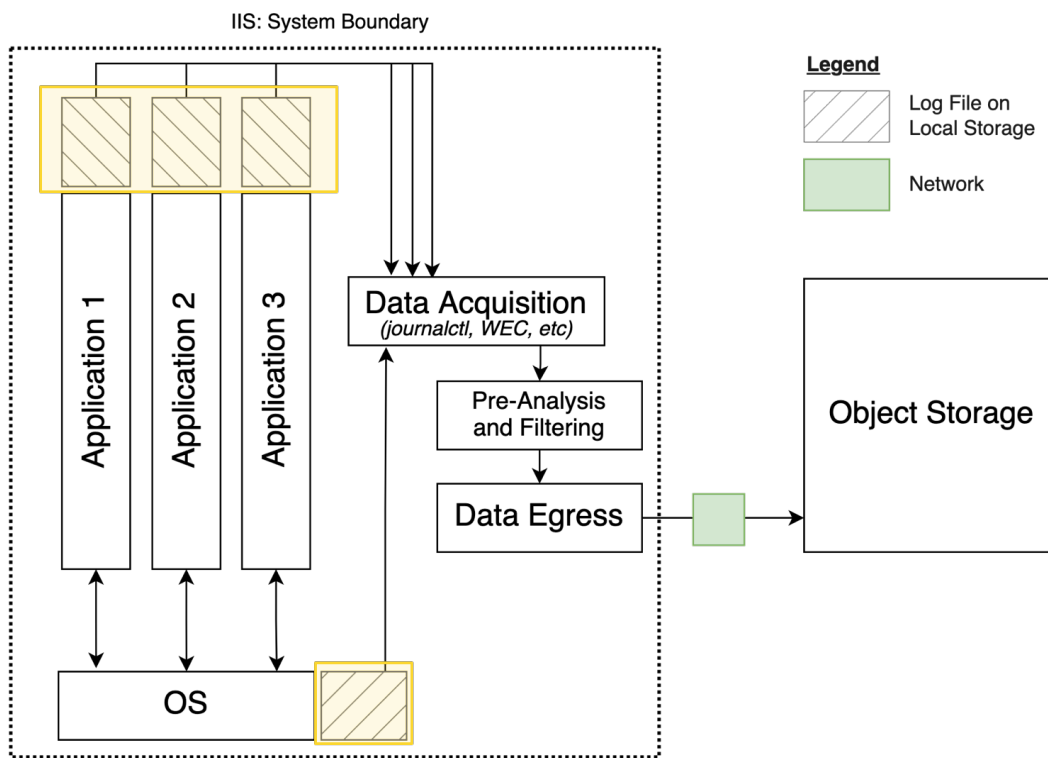 IIS: System Boundary
Legend
Log File on
Local Storage
Network
Application 1
Application 2
Application 3
Data Acquisition
(journalctl, WEC, etc)
Pre-Analysis
and Filtering
Data Egress
Object Storage
OS